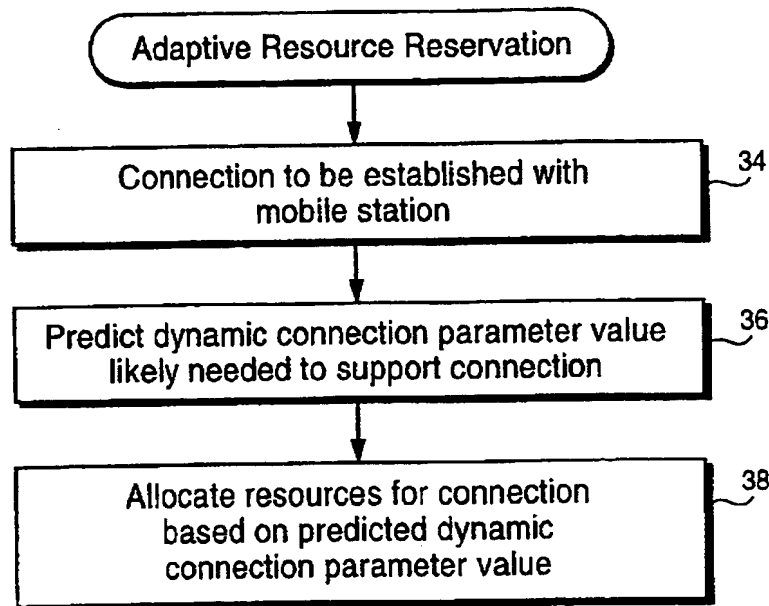 Adaptive Resource Reservation
Connection to be established with
mobile station
34
Predict dynamic connection parameter value
likely needed to support connection
36
Allocate resources for connection
based on predicted dynamic
connection parameter value
38